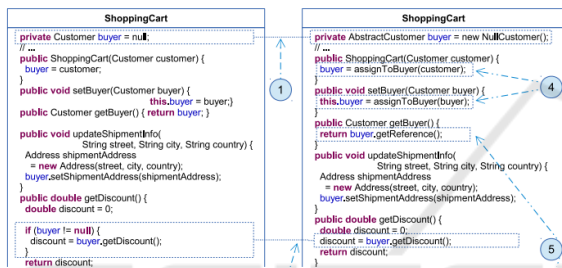 ShoppingCart
private Customer buyer = null;
// ...
public ShoppingCart(Customer customer) {
buyer = customer;
}
public void setBuyer(Customer buyer) {
this.buyer = buyer;}
public Customer getBuyer() { return buyer; }
public void updateShipmentInfo(
String street, String city, String country) {
Address shipmentAddress
= new Address(street, city, country);
buyer.setShipmentAddress(shipmentAddress);
}
public double getDiscount() {
double discount = 0;
if (buyer != null) {
discount = buyer.getDiscount();
}
return discount;
1
ShoppingCart
private AbstractCustomer buyer = new NullCustomer();
// ...
public ShoppingCart(Customer customer) {
buyer = assignToBuyer(customer);
}
public void setBuyer(Customer buyer) {
this.buyer = assignToBuyer(buyer);
}
public Customer getBuyer() {
return buyer.getReference();
}
public void updateShipmentInfo(
String street, String city, String country) {
Address shipmentAddress
= new Address(street, city, country);
buyer.setShipmentAddress(shipmentAddress);
}
public double getDiscount() {
double discount = 0;
discount = buyer.getDiscount();
return discount;
}
4
5